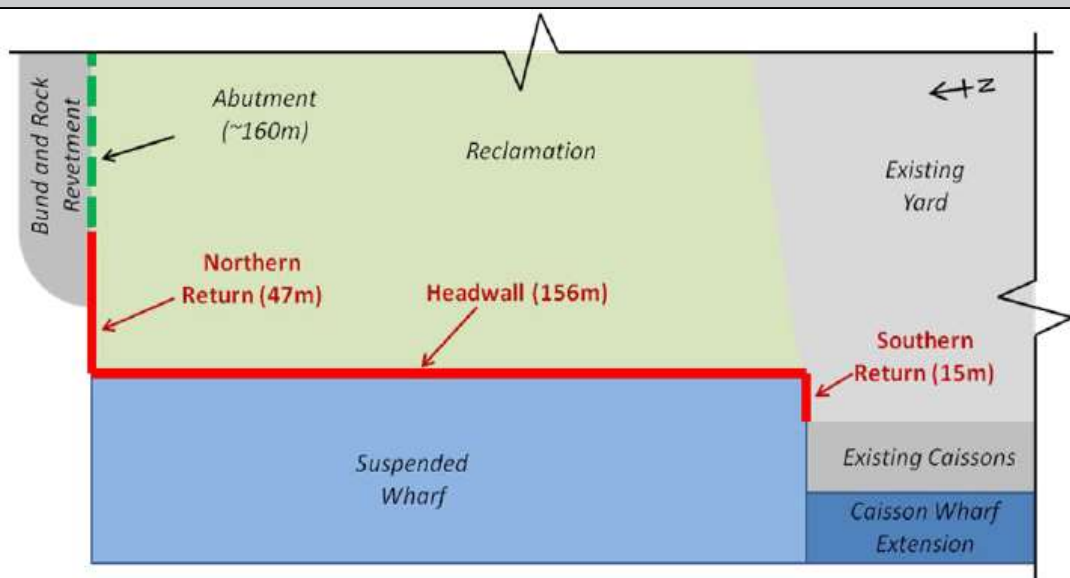 Bund and Rock
Revetment
Abutment
(~160m)
Reclamation
N
Existing
Yard
Northern
Return (47m)
Headwall (156m)
Southern
Return (15m)
Suspended
Wharf
Existing Caissons
Caisson Wharf
Extension